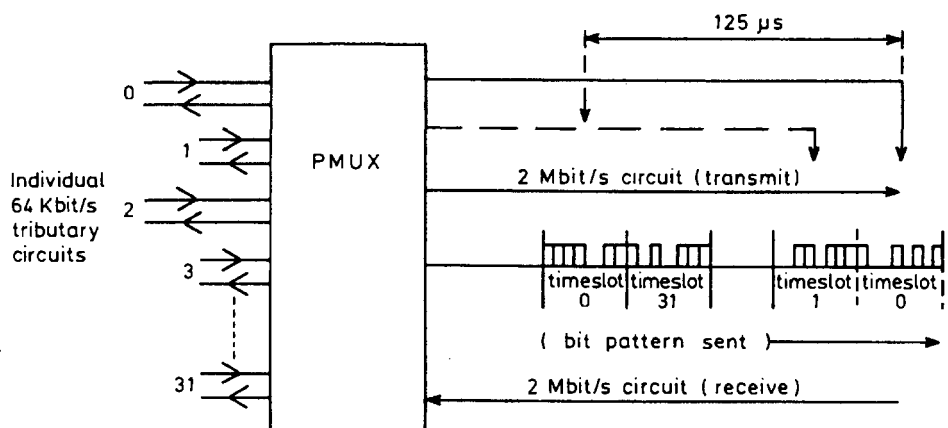 125 µs
0
1
PMUX
Individual
64 Kbit/s
tributary
circuits
2
2 Mbit/s circuit (transmit)
3
timeslot
0
timeslot
31
timeslot
1
timeslot
0
( bit pattern sent )
31
2 Mbit/s circuit (receive)